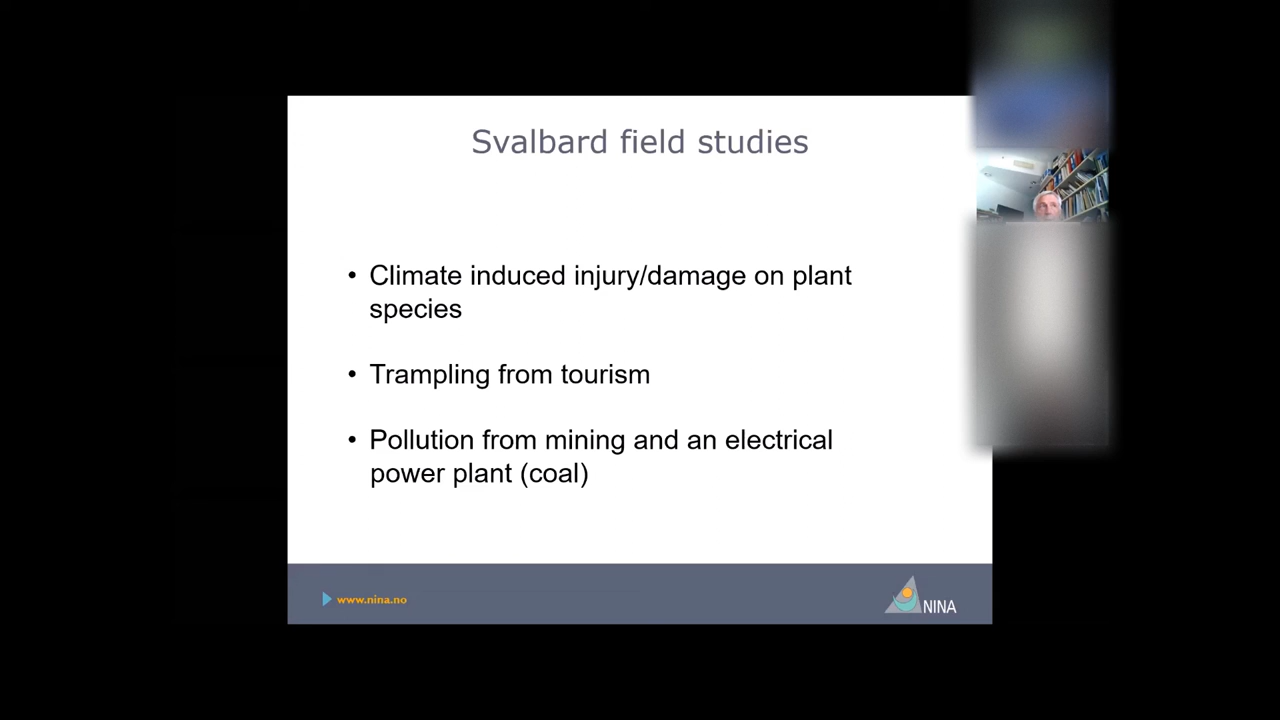 Svalbard field studies
• Climate induced injury/damage on plant
species
• Trampling from tourism
• Pollution from mining and an electrical
power plant (coal)
www.nina.no
NINA